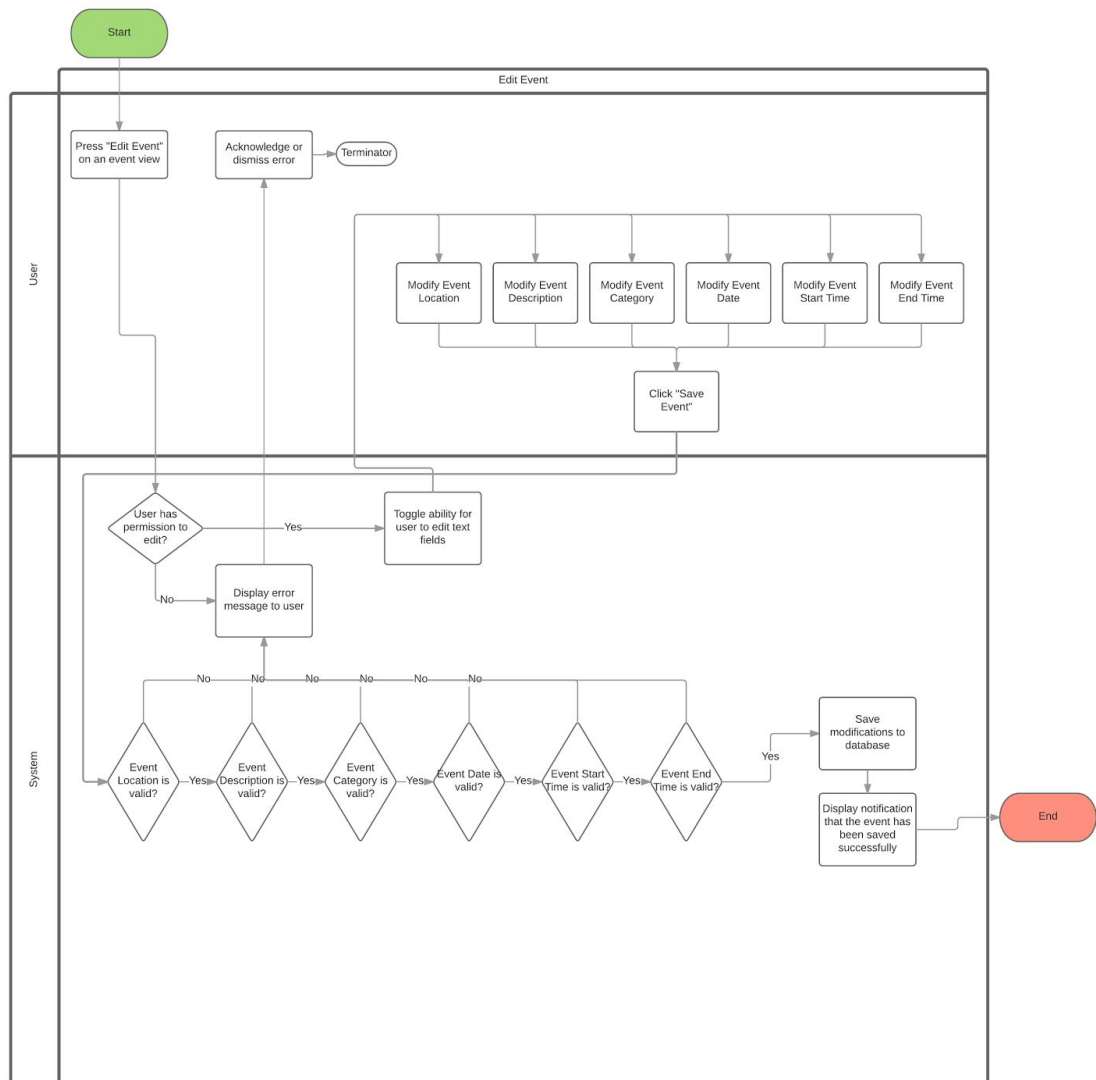 Start
Edit Event
User
Press "Edit Event"
on an event view
Acknowledge or
dismiss error
Terminator
Modify Event
Location
Modify Event
Description
Modify Event
Category
Modify Event
Date
Modify Event
Start Time
Modify Event
End Time
Click "Save
Event"
System
User has
permission to
edit?
Yes
Toggle ability for
user to edit text
fields
No
Display error
message to user
No
No
No
No
No
No
Event
Location is
valid?
Yes
Event
Description is
valid?
Yes
Event
Category is
valid?
Yes
Event Date is
valid?
Yes
Event Start
Time is valid?
Yes
Event End
Time is valid?
Yes
Save
modifications to
database
Display notification
that the event has
been saved
successfully
End